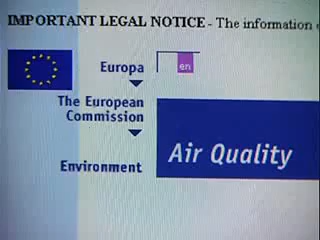 IMPORTANT LEGAL NOTICE - The information
Europa
en
The European
Commission
Environment
Air Quality